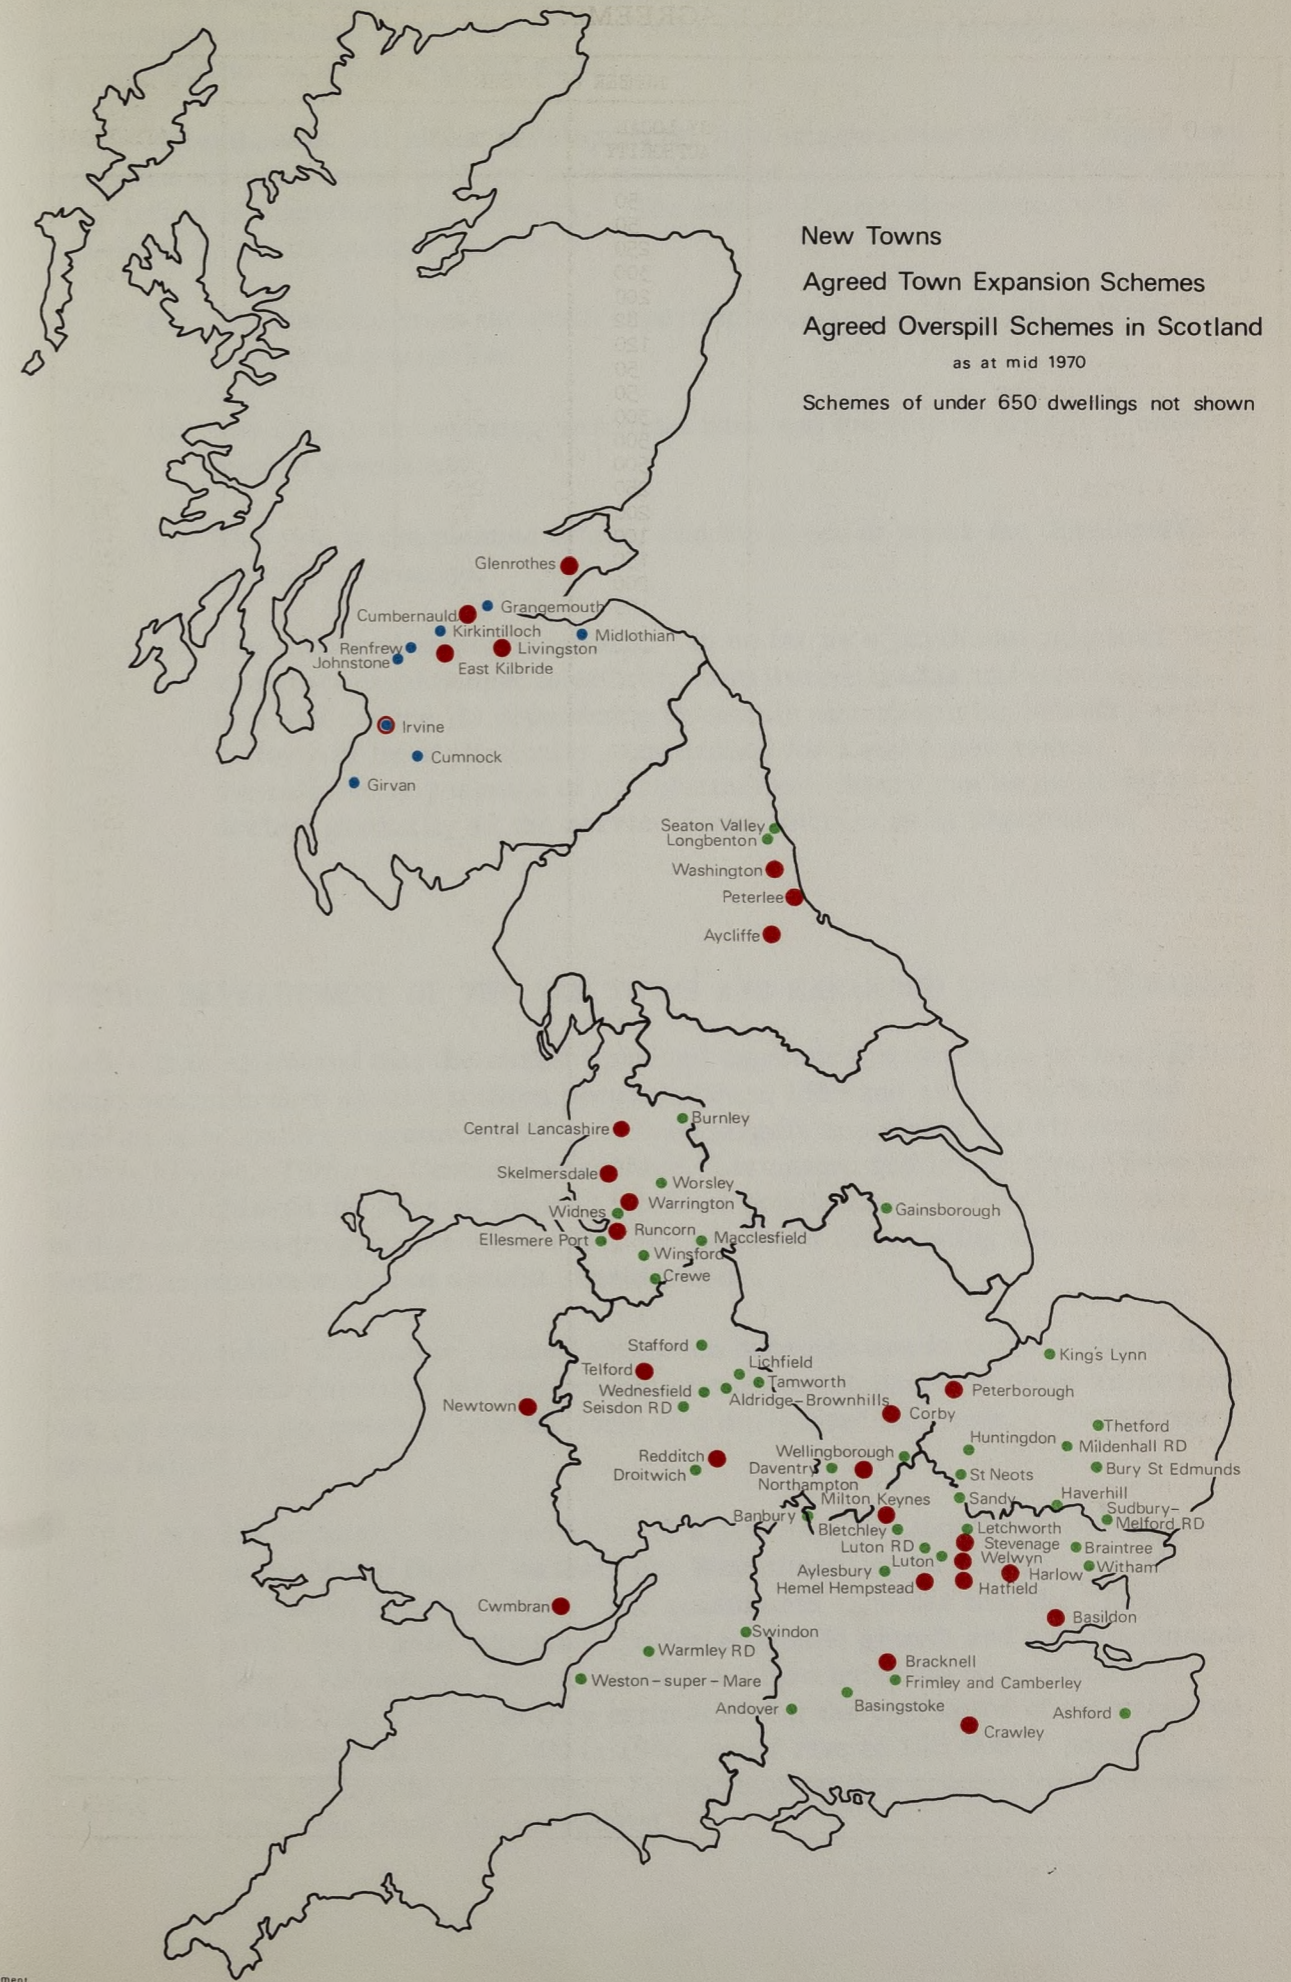 New Towns
Agreed Town Expansion Schemes
Agreed Overspill Schemes in Scotland
as at mid 1970
Schemes of under 650 dwellings not shown
Glenrothes
Grangemouth
Cumbernauld
Kirkintilloch
Midlothian
Renfrew
Livingston
Johnstone
East Kilbride
Irvine
Cumnock
Girvan
Seaton Valley
Longbenton
Washington
Peterlee
Aycliffe
Burnley
Central Lancashire
Skelmersdale
Worsley
Warrington
Widnes
Gainsborough
Runcorn
Ellesmere Port
Macclesfield
Winsford
Crewe
Stafford
King's Lynn
Lichfield
Telford
Tamworth
Wednesfield
Peterborough
Aldridge-Brownhills
Seisdon RD
Newtown
Corby
Thetford
Huntingdon
Mildenhall RD
Wellingborough
Redditch
Daventry
Bury St Edmunds
Droitwich
St Neots
Northampton
Haverhill
Milton Keynes
Sandy
Sudbury-
Melford RD
Banbury
Bletchley
Letchworth
Luton RD
Stevenage
Braintree
Luton
Welwyn
Witham
Aylesbury
Harlow
Hemel Hempstead
Hatfield
Cwmbran
Basildon
Swindon
Warmley RD
Bracknell
Weston-super-Mare
Frimley and Camberley
Andover
Basingstoke
Ashford
Crawley